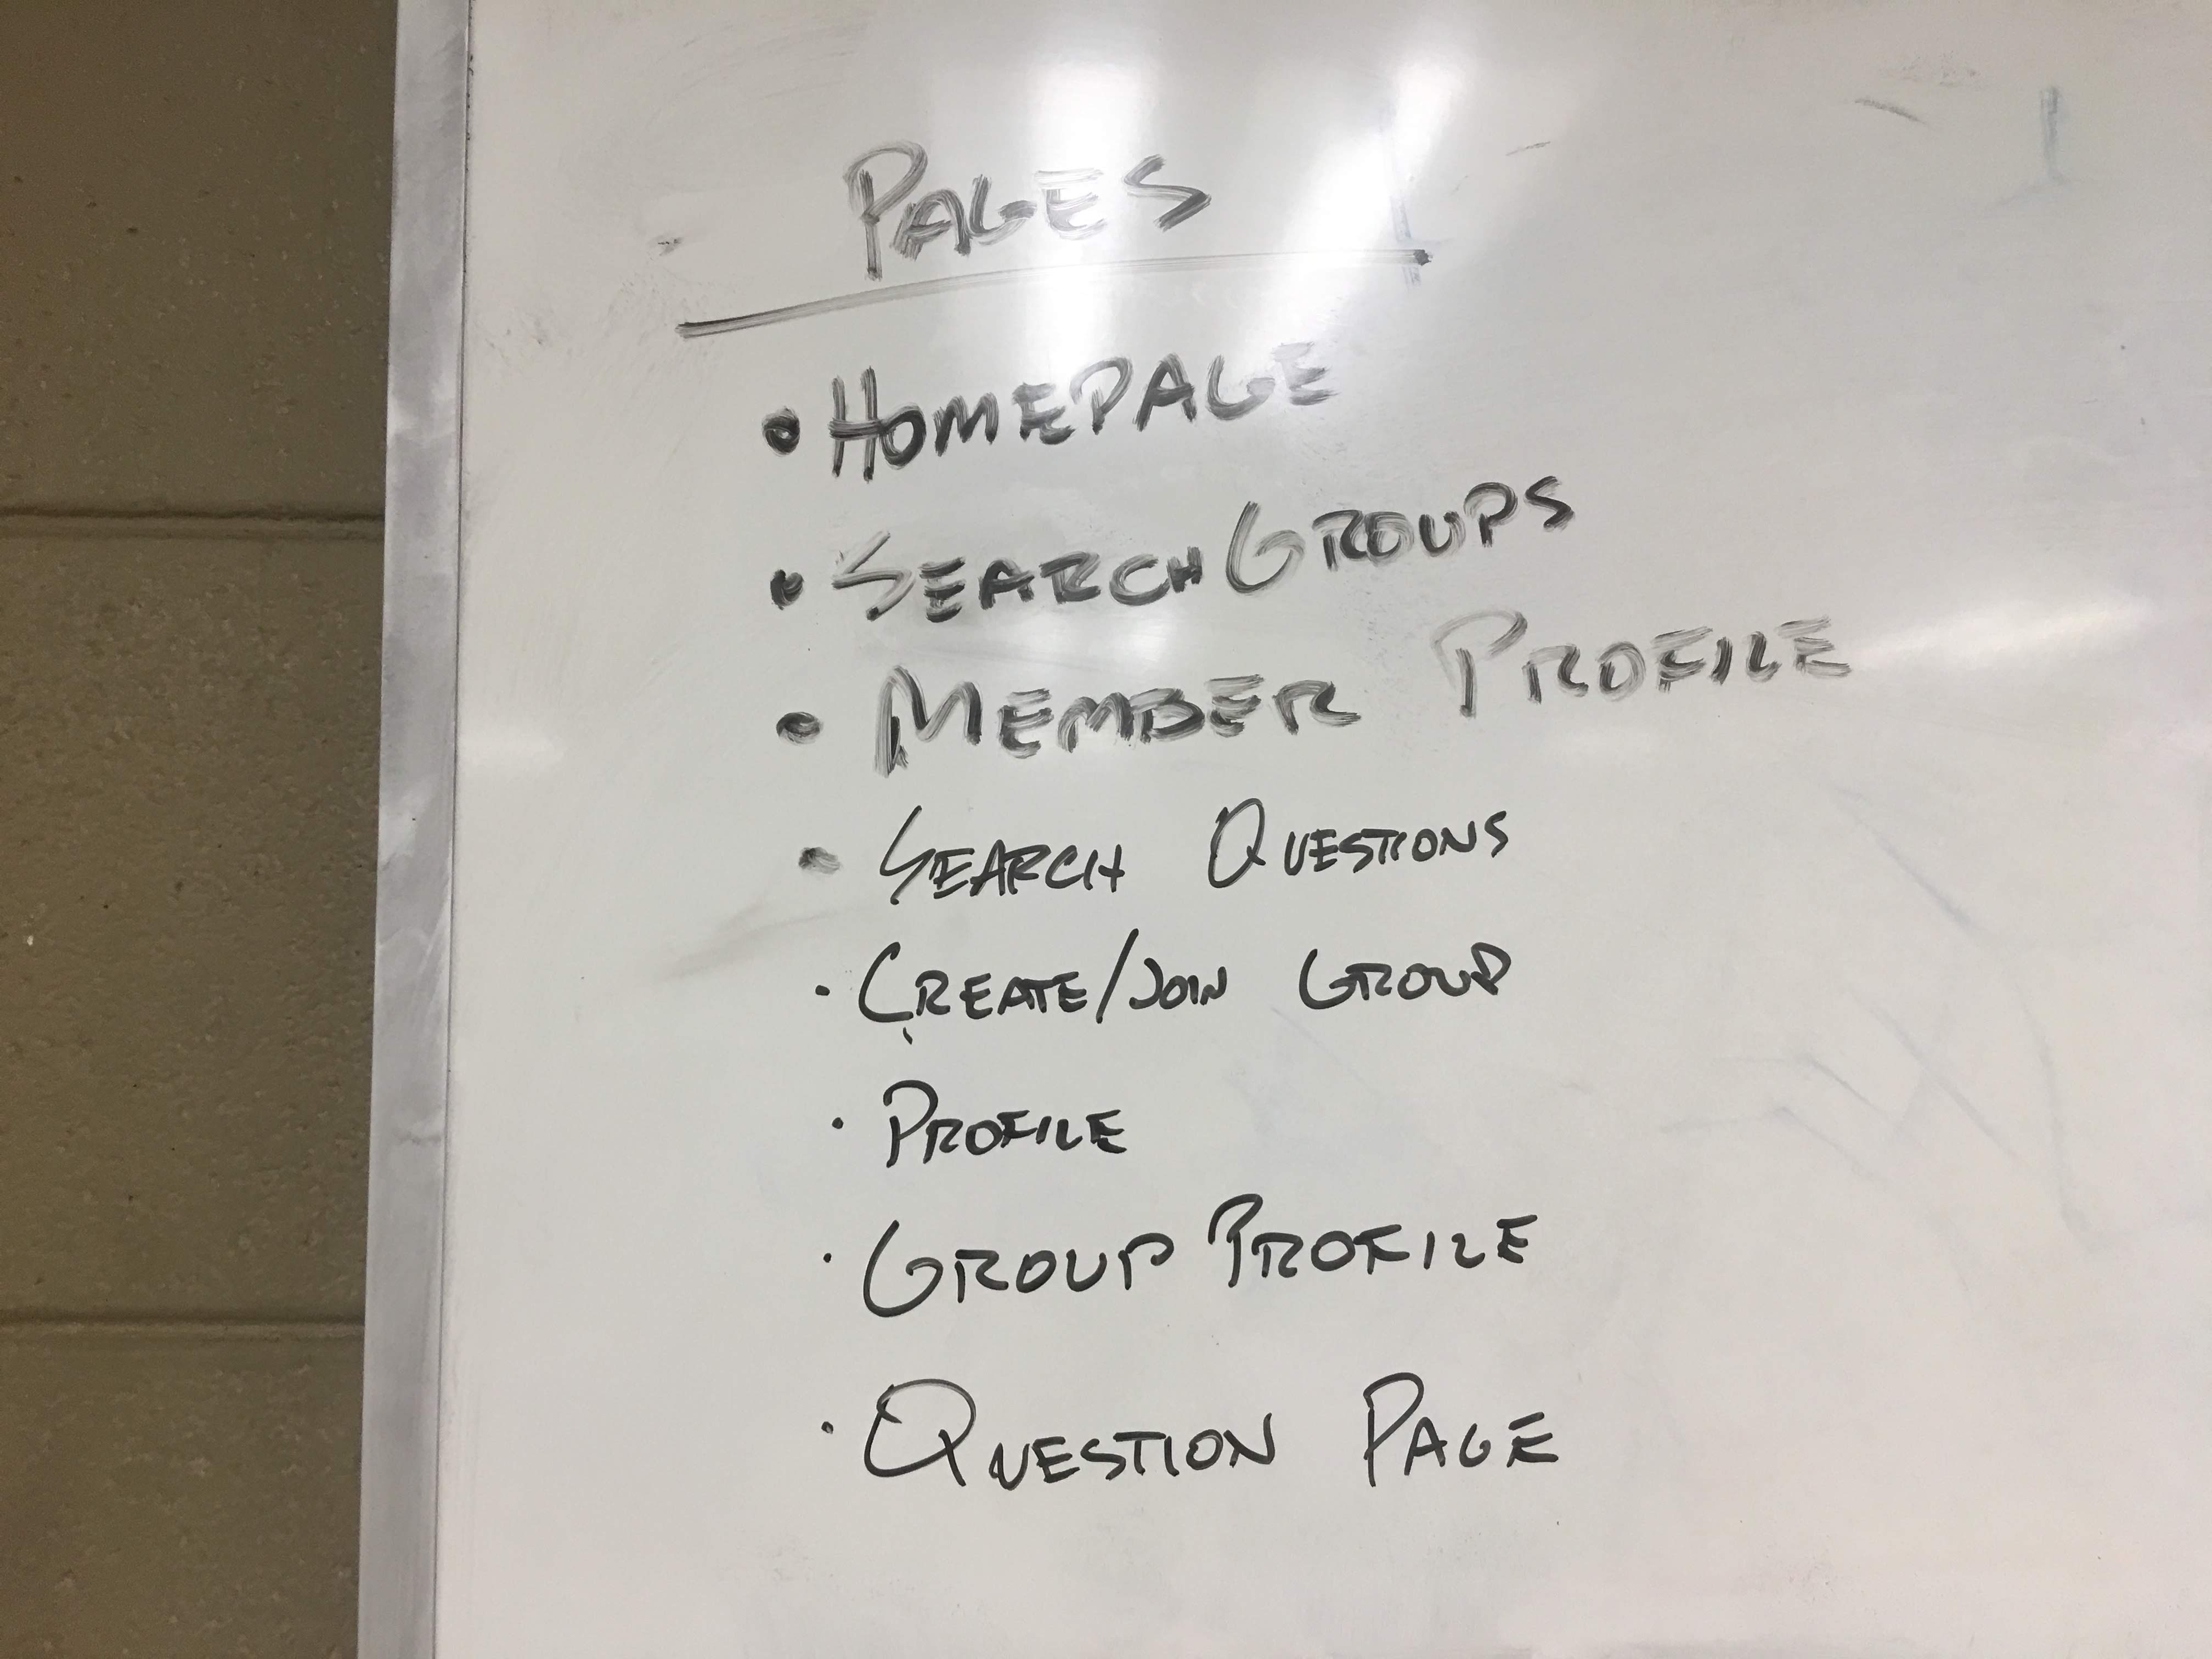 PAGES
• HOMEPAGE
• SEARCH GROUPS
• MEMBER PROFILE
• SEARCH QUESTIONS
• CREATE/JOIN GROUP
• PROFILE
• GROUP PROFILE
• QUESTION PAGE